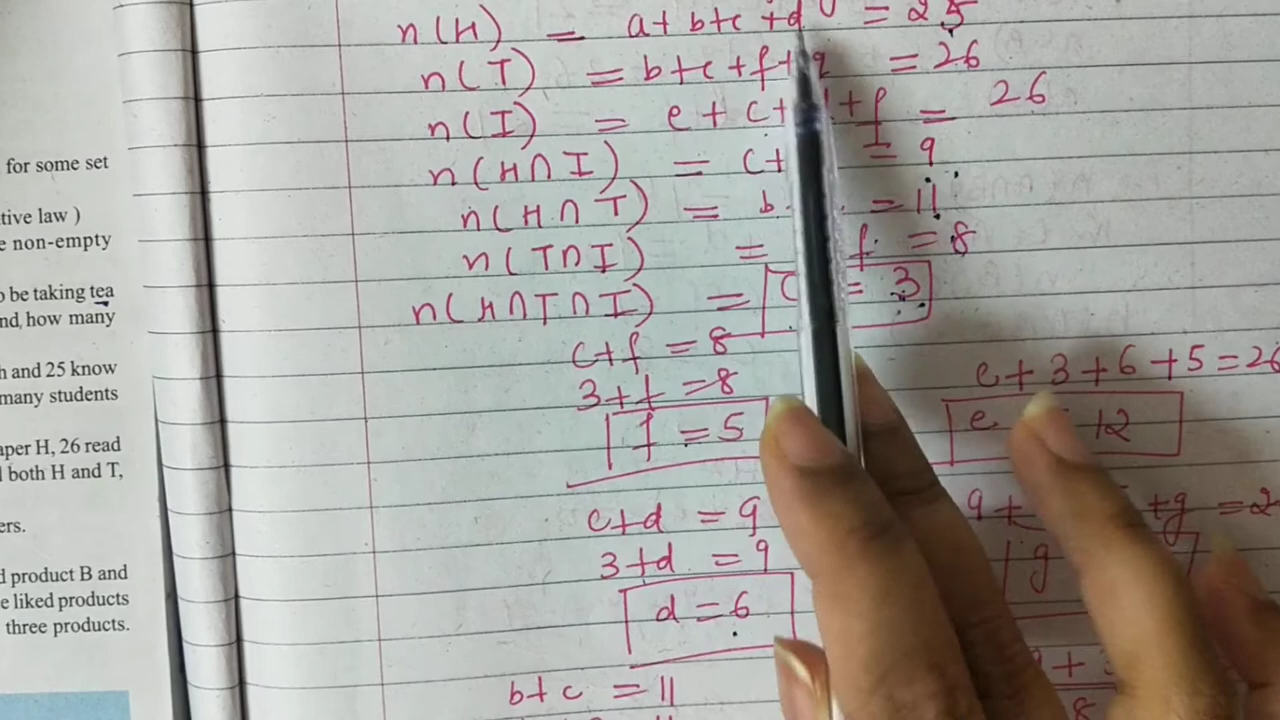 for some set
tive law )
e non-empty
o be taking tea
nd, how many
h and 25 know
many students
aper H, 26 read
l both H and T,
ers.
d product B and
e liked products
three products.
n(H) = a+b+c+d = 25
n(T) = b+c+f+g = 26
n(I) = e+c+d+f = 26
n(H∩I) = c+ = 9
n(H∩T) = b = 11
n(T∩I) = f = 8
n(H∩T∩I) = c = 3
c+f = 8
3+f = 8
f = 5
c+d = 9
3+d = 9
d = 6
b+c = 11
e+3+6+5=26
e 12
+g = 2
g
8